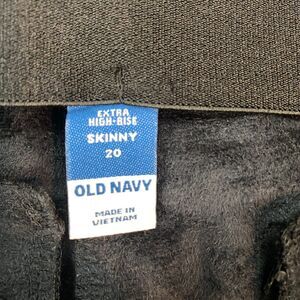 EXTRA
HIGH-RISE
SKINNY
20
OLD NAVY
MADE IN
VIETNAM